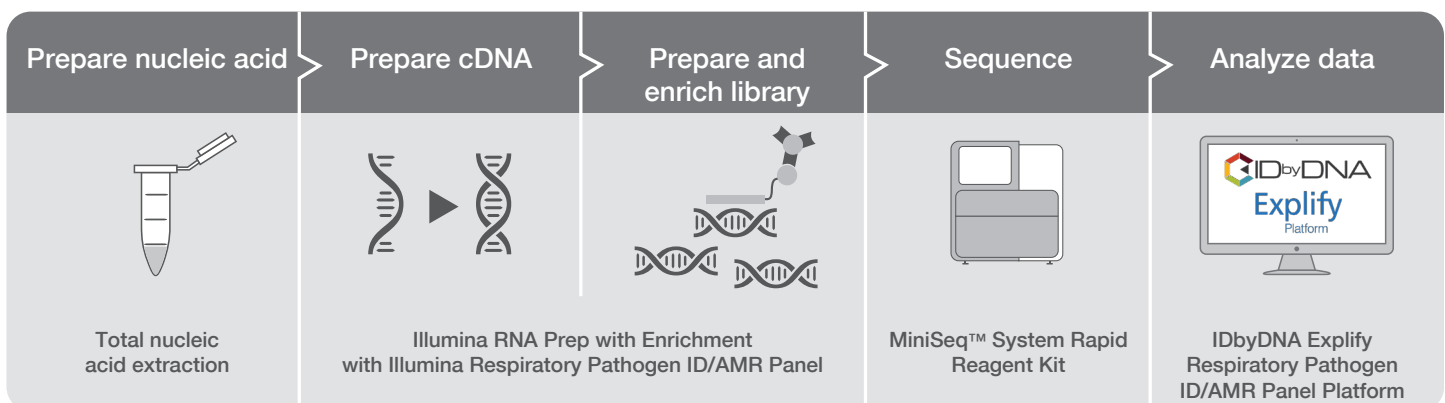 Prepare nucleic acid
Prepare cDNA
Prepare and
enrich library
Sequence
Analyze data
IDbyDNA
Explify
Platform
Total nucleic
acid extraction
Illumina RNA Prep with Enrichment
with Illumina Respiratory Pathogen ID/AMR Panel
MiniSeq™ System Rapid
Reagent Kit
IDbyDNA Explify
Respiratory Pathogen
ID/AMR Panel Platform